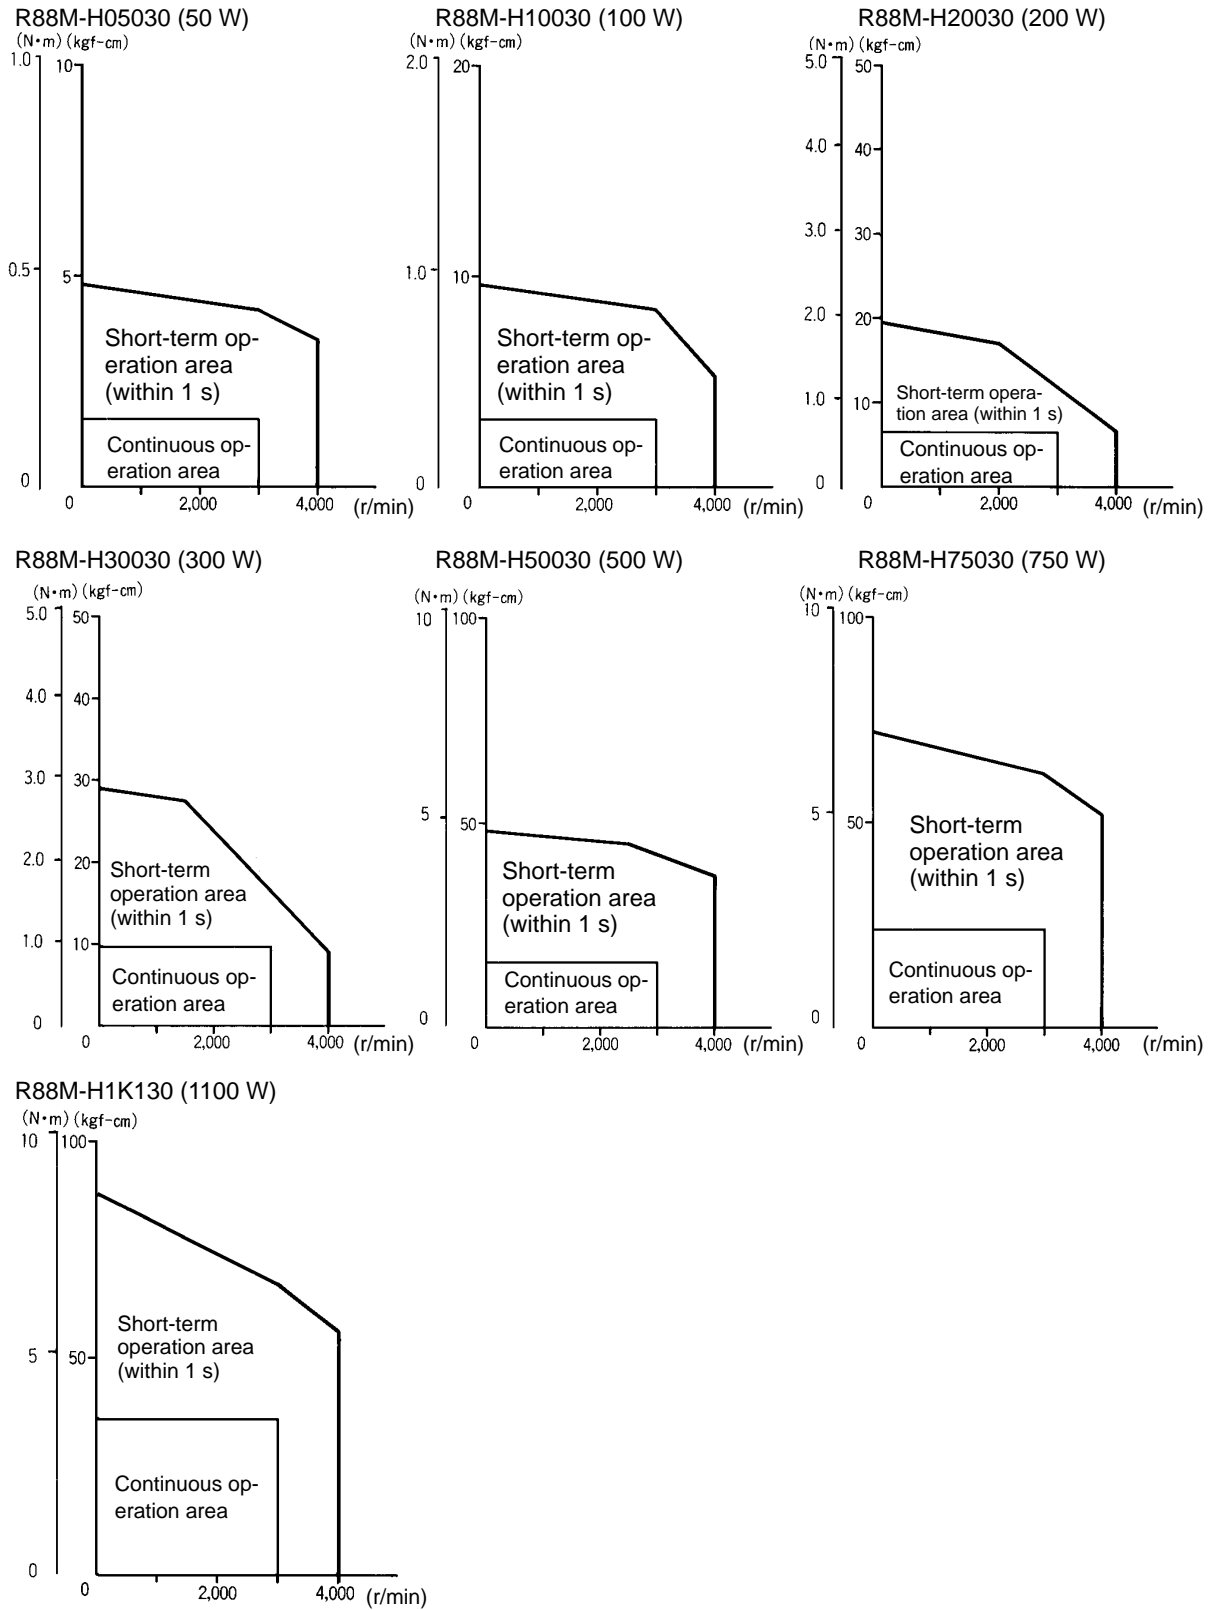 R88M-H05030 (50 W)
(N•m) (kgf-cm)
1.0
10
0.5
5
Short-term op-
eration area
(within 1 s)
Continuous op-
eration area
0
0
2,000
4,000
(r/min)
R88M-H10030 (100 W)
(N•m) (kgf-cm)
2.0
20
1.0
10
Short-term op-
eration area
(within 1 s)
Continuous op-
eration area
0
0
2,000
4,000
(r/min)
R88M-H20030 (200 W)
(N•m) (kgf-cm)
5.0
50
4.0
40
3.0
30
2.0
20
1.0
10
Short-term opera-
tion area (within 1 s)
Continuous op-
eration area
0
0
2,000
4,000
(r/min)
R88M-H30030 (300 W)
(N•m) (kgf-cm)
5.0
50
4.0
40
3.0
30
2.0
20
1.0
10
Short-term
operation area
(within 1 s)
Continuous op-
eration area
0
0
2,000
4,000
(r/min)
R88M-H50030 (500 W)
(N•m) (kgf-cm)
10
100
5
50
Short-term
operation area
(within 1 s)
Continuous op-
eration area
0
0
2,000
4,000
(r/min)
R88M-H75030 (750 W)
(N•m) (kgf-cm)
10
100
5
50
Short-term
operation area
(within 1 s)
Continuous op-
eration area
0
0
2,000
4,000
(r/min)
R88M-H1K130 (1100 W)
(N•m) (kgf-cm)
10
100
5
50
Short-term
operation area
(within 1 s)
Continuous op-
eration area
0
0
2,000
4,000
(r/min)